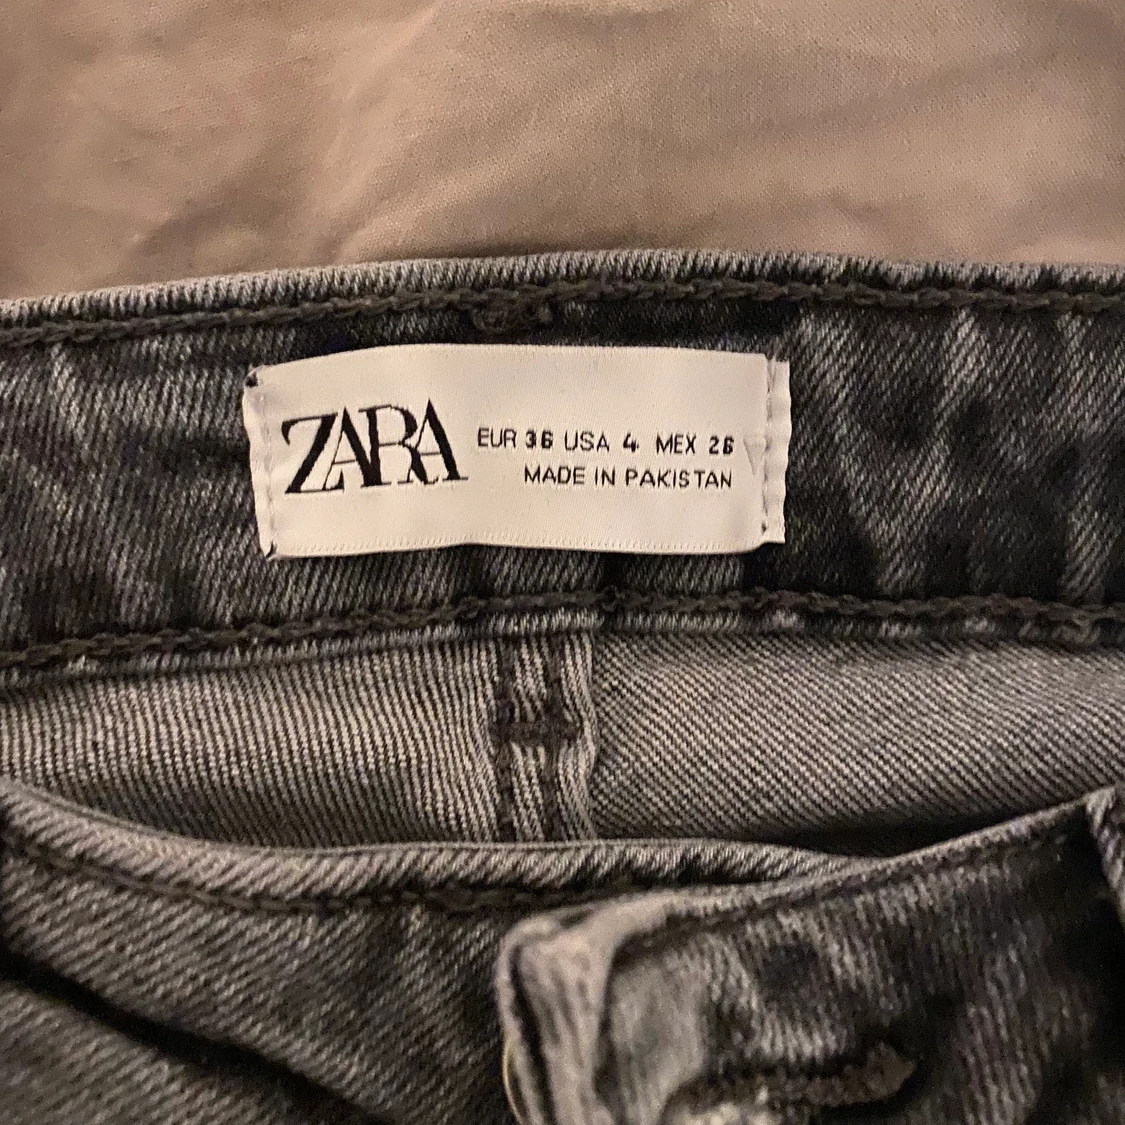 ZARA
EUR 36 USA 4 MEX 26
MADE IN PAKISTAN